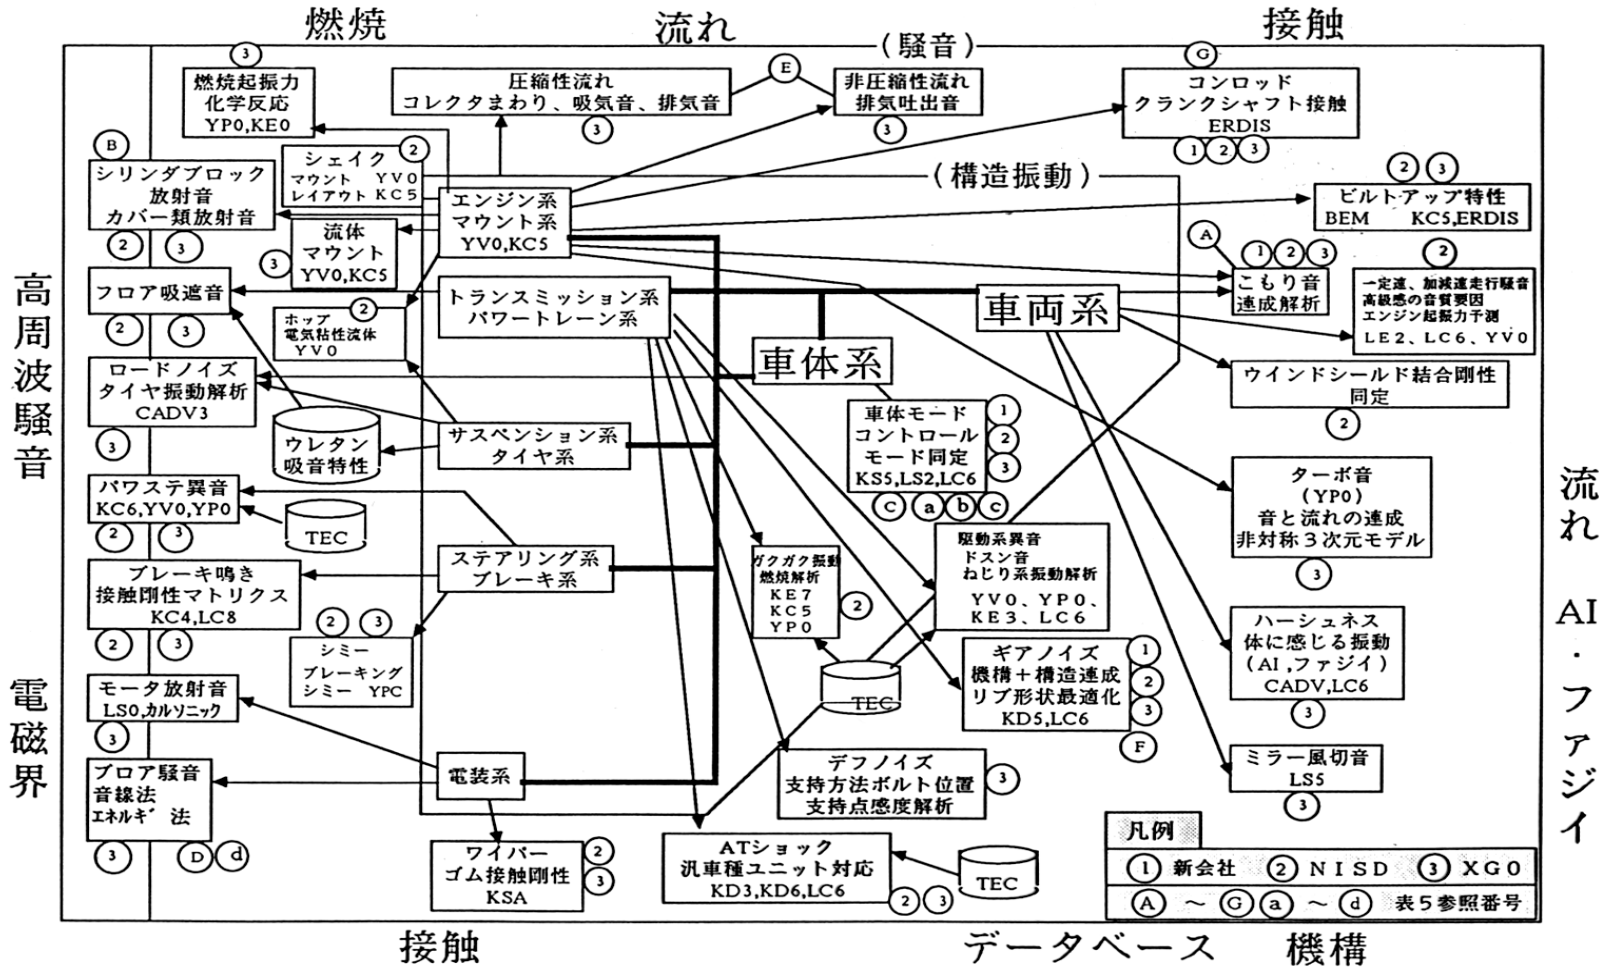 燃焼
流れ
接触
(騒音)
③
燃焼起振力
化学反応
YP0,KE0
圧縮性流れ
コレクタまわり、吸気音、排気音
③
Ⓔ
非圧縮性流れ
排気吐出音
③
Ⓖ
コンロッド
クランクシャフト接触
ERDIS
① ② ③
Ⓑ
シリンダブロック
放射音
カバー類放射音
② ③
シェイク ②
マウント YV0
レイアウト KC5
エンジン系
マウント系
YV0,KC5
(構造振動)
② ③
ビルトアップ特性
BEM KC5,ERDIS
流体
マウント
YV0,KC5
③
Ⓐ
① ② ③
こもり音
連成解析
②
一定速、加減速走行騒音
高級感の音質要因
エンジン起振力予測
LE2、LC6、YV0
高周波騒音
フロア吸遮音
② ③
②
ホップ
電気粘性流体
YV0
トランスミッション系
パワートレーン系
車両系
車体系
ウインドシールド結合剛性
同定
②
ロードノイズ
タイヤ振動解析
CADV3
③
ウレタン
吸音特性
サスペンション系
タイヤ系
車体モード
コントロール
モード同定
KS5,LS2,LC6
①
②
③
Ⓒ ⓐ ⓑ ⓒ
ターボ音
(YP0)
音と流れの連成
非対称3次元モデル
③
パワステ異音
KC6,YV0,YP0
② ③
TEC
ステアリング系
ブレーキ系
ガクガク振動
燃焼解析
KE7
KC5
YP0
②
駆動系異音
ドスン音
ねじり系振動解析
YV0、YP0、
KE3、LC6
流れ AI・ファジイ
ブレーキ鳴き
接触剛性マトリクス
KC4,LC8
② ③
② ③
シミー
ブレーキング
シミー YPC
TEC
ギアノイズ
機構+構造連成
リブ形状最適化
KD5,LC6
①
②
③
Ⓕ
ハーシュネス
体に感じる振動
(AI,ファジイ)
CADV,LC6
③
電磁界
モータ放射音
LS0,カルソニック
③
ブロア騒音
音線法
エネルギ゛法
③ Ⓓ ⓓ
電装系
デフノイズ
支持方法ボルト位置
支持点感度解析
③
ミラー風切音
LS5
③
ワイパー
ゴム接触剛性
KSA
②
③
ATショック
汎車種ユニット対応
KD3,KD6,LC6
② ③
TEC
凡例
① 新会社 ② NISD ③ XG0
Ⓐ ～ Ⓖ ⓐ ～ ⓓ 表5参照番号
接触
データベース
機構